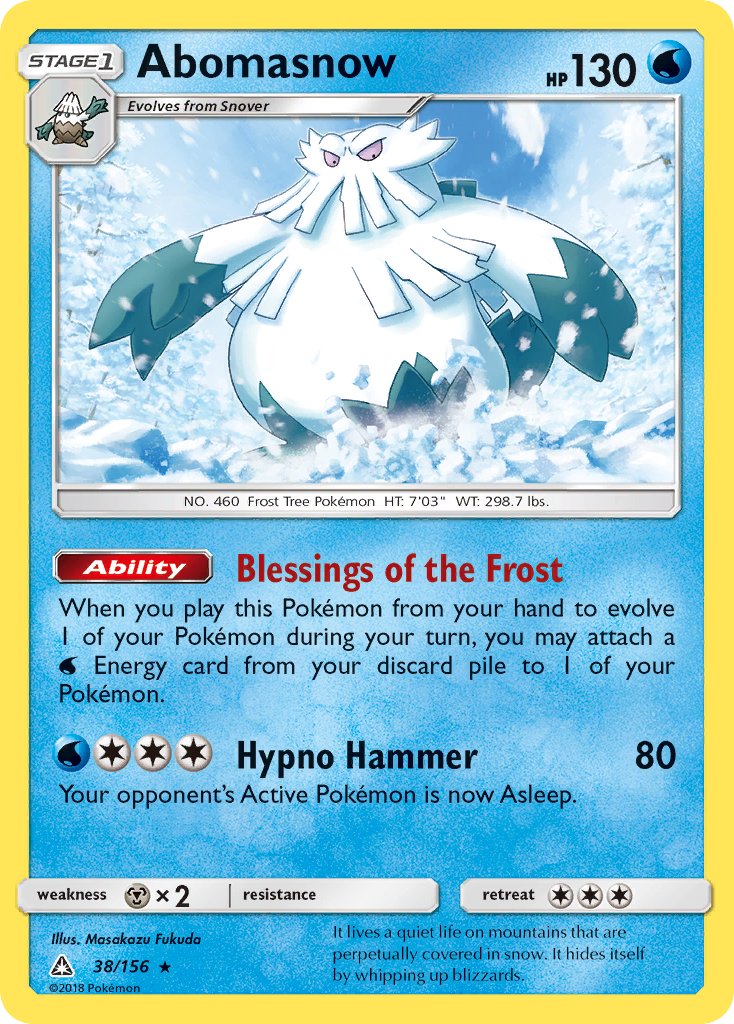 STAGE1
Abomasnow
HP 130
Evolves from Snover
NO. 460 Frost Tree Pokémon HT: 7'03" WT: 298.7 lbs.
Ability Blessings of the Frost
When you play this Pokémon from your hand to evolve
1 of your Pokémon during your turn, you may attach a
Energy card from your discard pile to 1 of your
Pokémon.
Hypno Hammer 80
Your opponent's Active Pokémon is now Asleep.
weakness ×2 resistance retreat
Illus. Masakazu Fukuda
38/156 ★
©2018 Pokémon
It lives a quiet life on mountains that are
perpetually covered in snow. It hides itself
by whipping up blizzards.